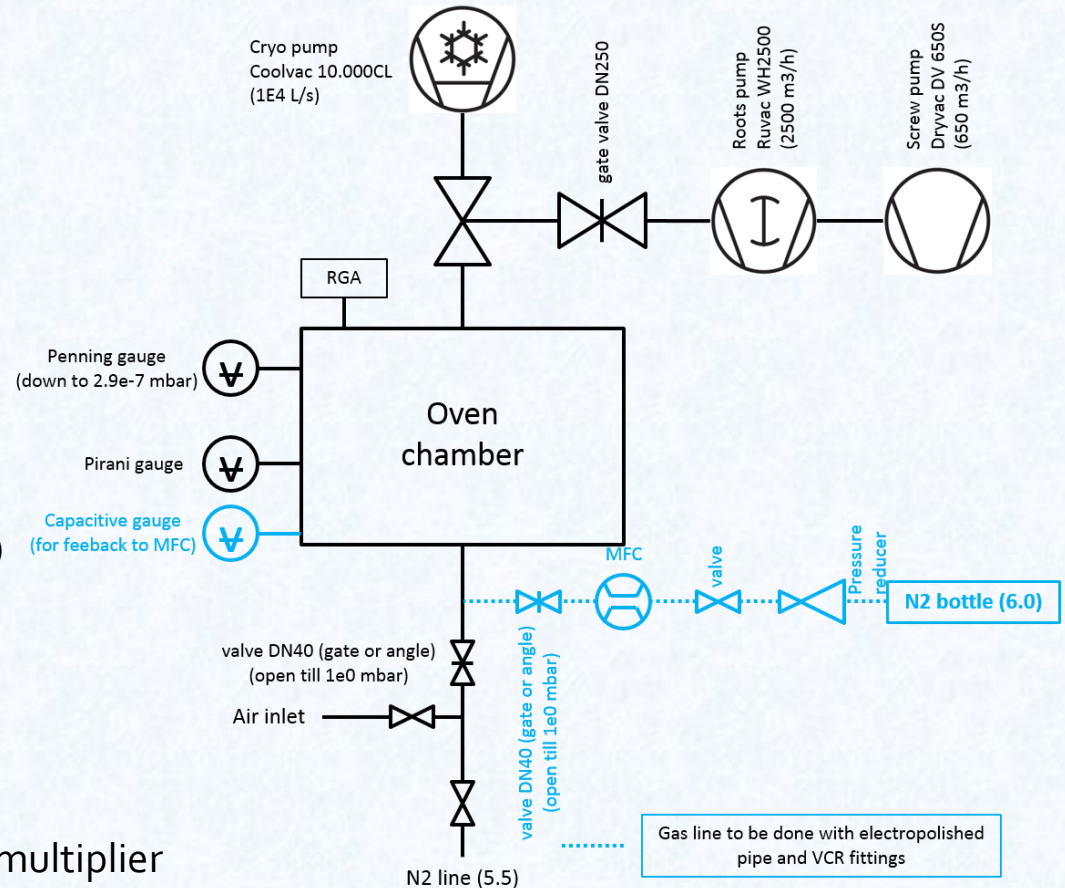 Cryo pump
Coolvac 10.000CL
(1E4 L/s)
gate valve DN250
Roots pump
Ruvac WH2500
(2500 m3/h)
Screw pump
Dryvac DV 650S
(650 m3/h)
RGA
Penning gauge
(down to 2.9e-7 mbar)
Oven
chamber
Pirani gauge
Capacitive gauge
(for feeback to MFC)
)
MFC
valve
Pressure
reducer
N2 bottle (6.0)
valve DN40 (gate or angle)
(open till 1e0 mbar)
valve DN40 (gate or angle)
(open till 1e0 mbar)
Air inlet
Gas line to be done with electropolished
pipe and VCR fittings
multiplier
N2 line (5.5)